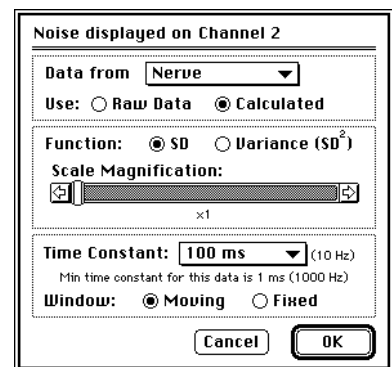 Noise displayed on Channel 2
Data from Nerve
Use: Raw Data Calculated
Function: SD Variance (SD²)
Scale Magnification:
×1
Time Constant: 100 ms (10 Hz)
Min time constant for this data is 1 ms (1000 Hz)
Window: Moving Fixed
Cancel OK